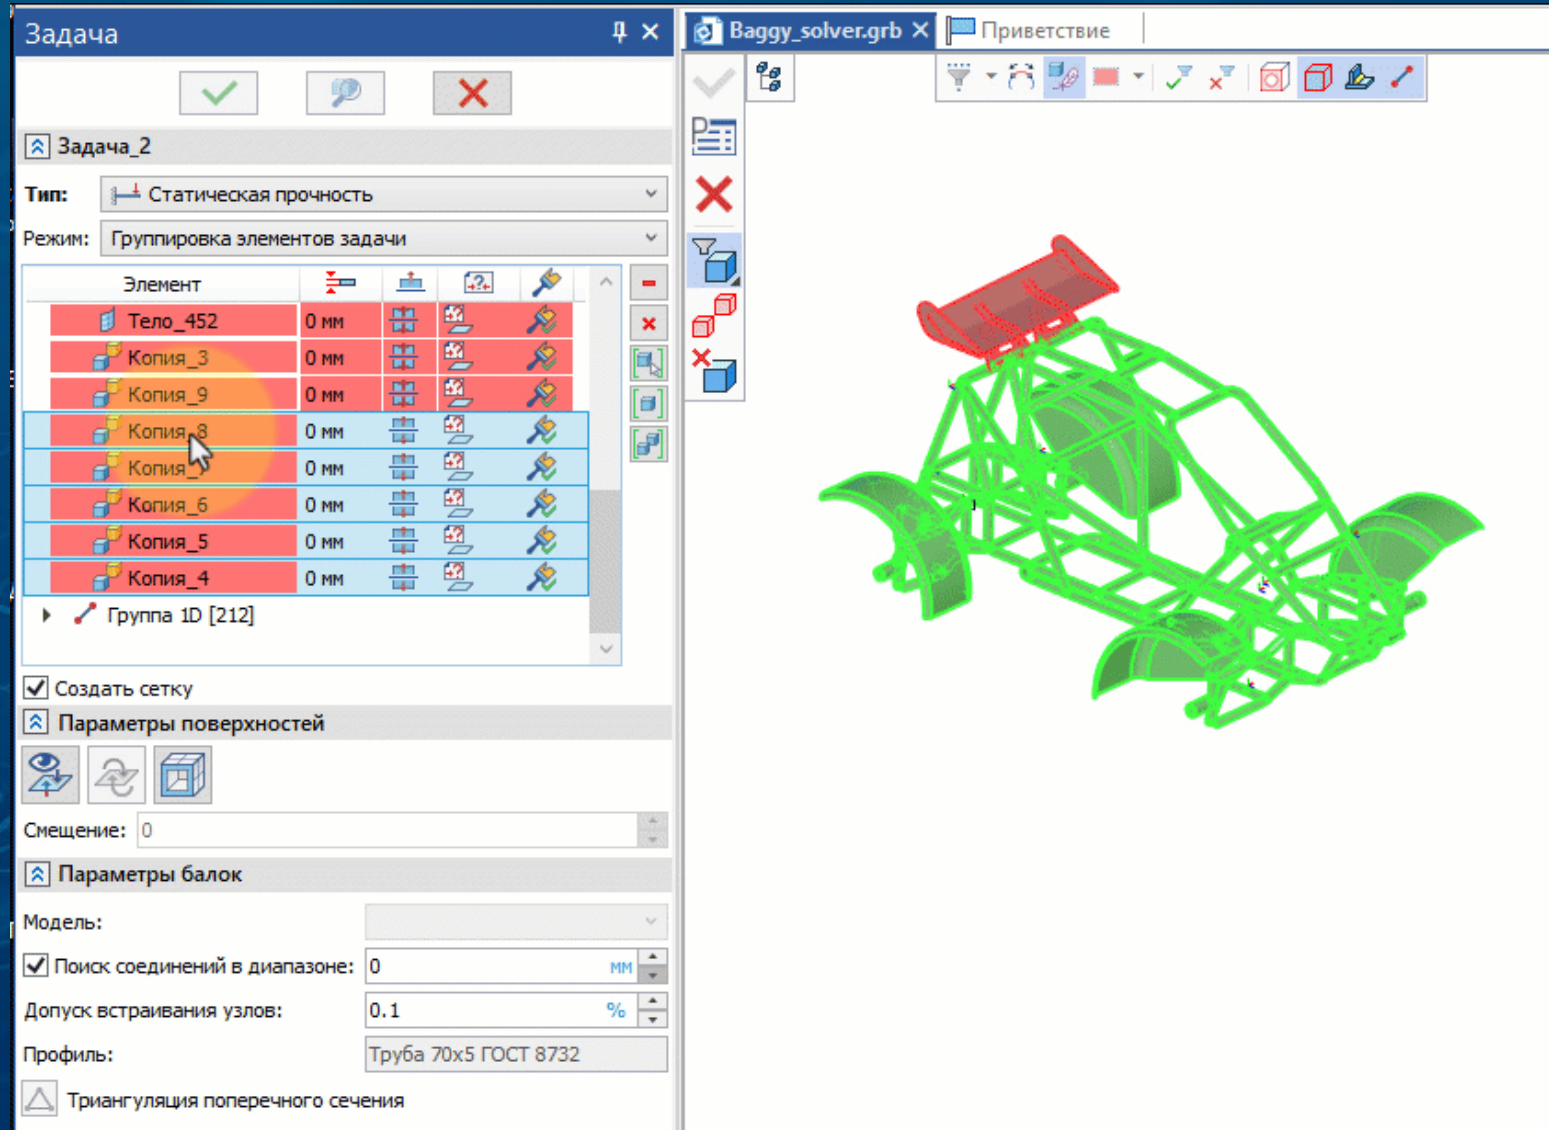 Задача
Baggy_solver.grb
Приветствие
Задача_2
Тип: Статическая прочность
Режим: Группировка элементов задачи
Элемент
Тело_452 0 мм
Копия_3 0 мм
Копия_9 0 мм
Копия_8 0 мм
Копия_ 0 мм
Копия_6 0 мм
Копия_5 0 мм
Копия_4 0 мм
Группа 1D [212]
Создать сетку
Параметры поверхностей
Смещение: 0
Параметры балок
Модель:
Поиск соединений в диапазоне: 0 мм
Допуск встраивания узлов: 0.1 %
Профиль: Труба 70x5 ГОСТ 8732
Триангуляция поперечного сечения